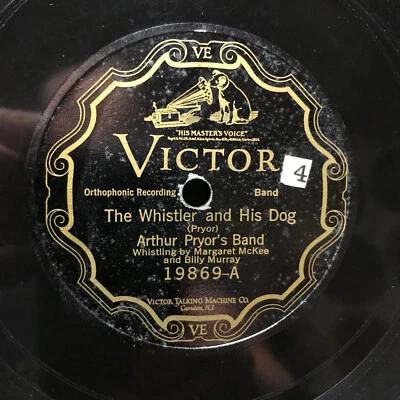 VE
"HIS MASTER'S VOICE"
VICTOR
4
Orthophonic Recording Band
The Whistler and His Dog
(Pryor)
Arthur Pryor's Band
Whistling by Margaret McKee
and Billy Murray
19869-A
VICTOR TALKING MACHINE CO.
Camden, N.J.
VE